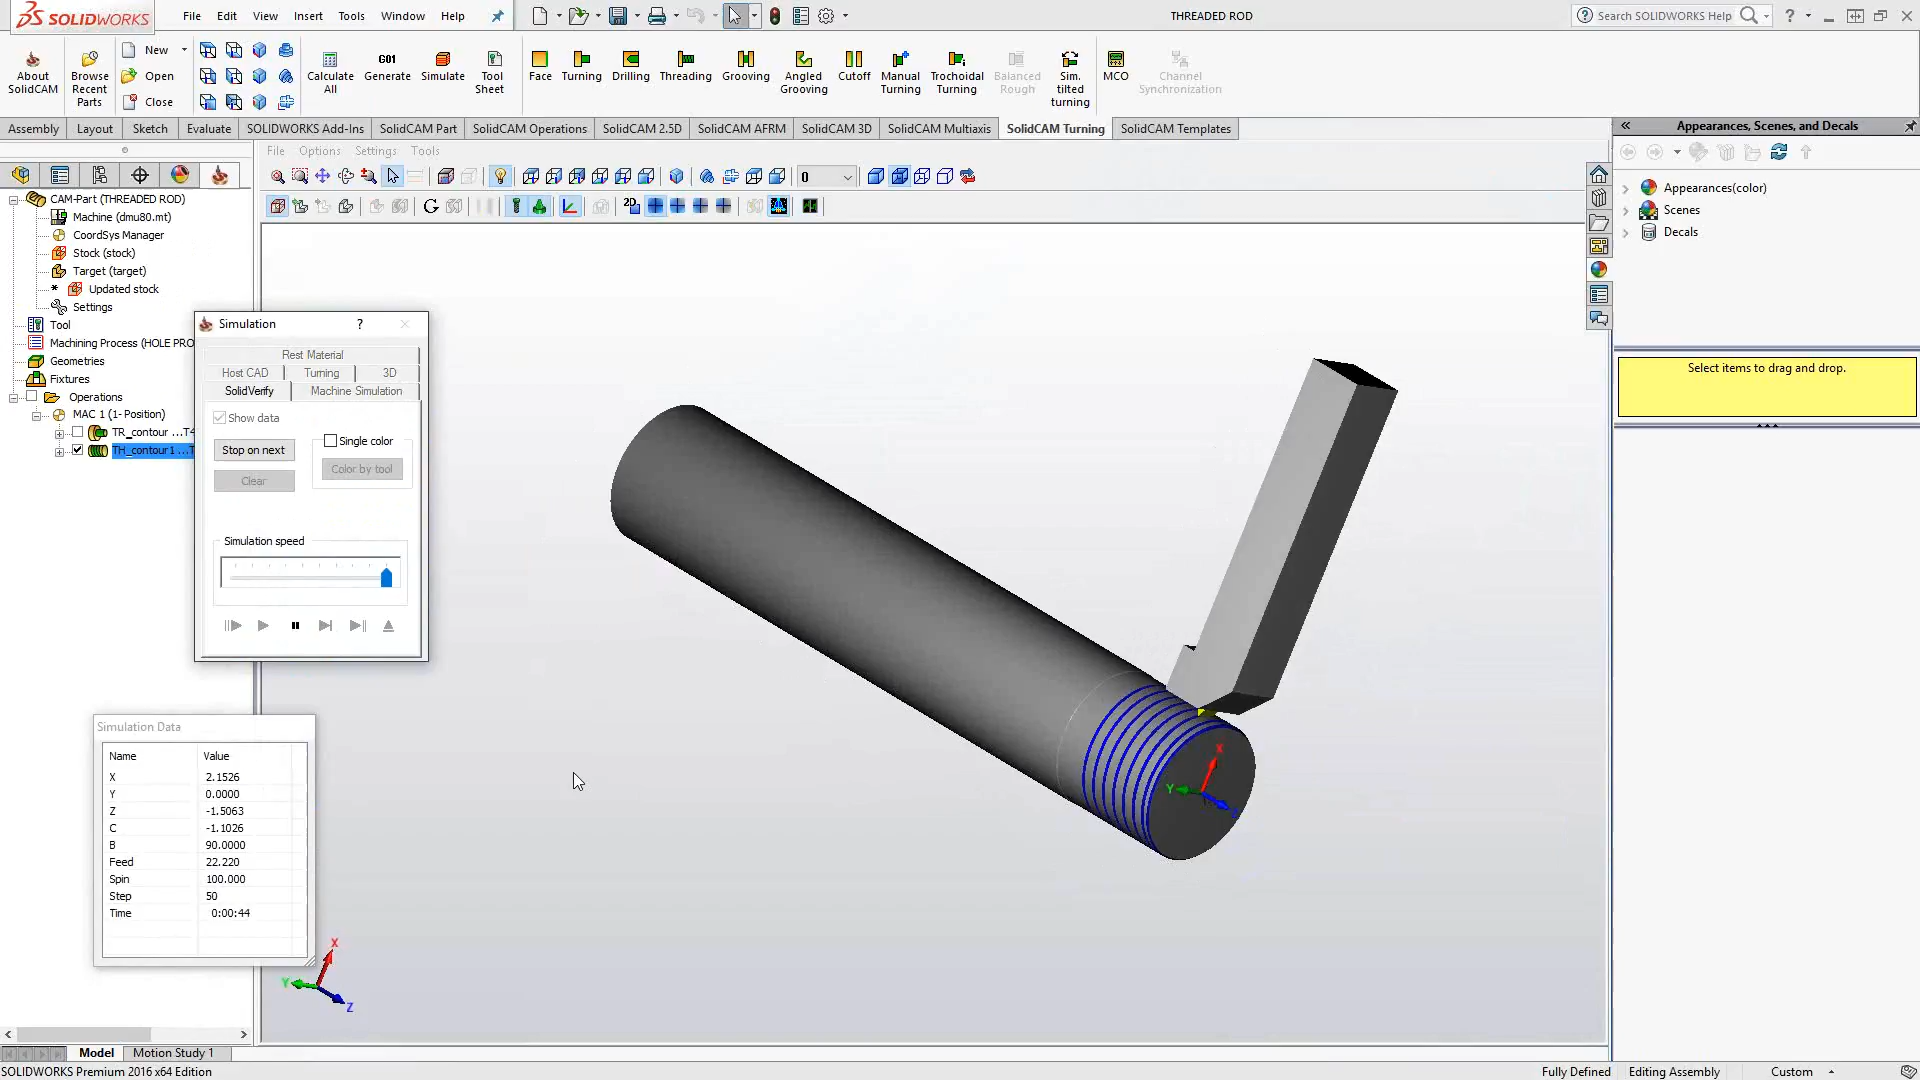 SOLIDWORKS File Edit View Insert Tools Window Help THREADED ROD Search SOLIDWORKS Help ?
About SolidCAM
Browse Recent Parts
New
Open
Close
Calculate All
G01
Generate
Simulate
Tool Sheet
Face
Turning
Drilling
Threading
Grooving
Angled Grooving
Cutoff
Manual Turning
Trochoidal Turning
Balanced Rough
Sim. tilted turning
MCO
Channel Synchronization
Assembly Layout Sketch Evaluate SOLIDWORKS Add-Ins SolidCAM Part SolidCAM Operations SolidCAM 2.5D SolidCAM AFRM SolidCAM 3D SolidCAM Multiaxis SolidCAM Turning SolidCAM Templates
Appearances, Scenes, and Decals
File Options Settings Tools
0
2D
CAM-Part (THREADED ROD)
Machine (dmu80.mt)
CoordSys Manager
Stock (stock)
Target (target)
* Updated stock
Settings
Tool
Machining Process (HOLE PRO
Geometries
Fixtures
Operations
MAC 1 (1- Position)
TR_contour ...T4
TH_contour1 ...T
Simulation ?
Rest Material
Host CAD Turning 3D
SolidVerify Machine Simulation
Show data
Stop on next
Single color
Color by tool
Clear
Simulation speed
Simulation Data
Name Value
X 2.1526
Y 0.0000
Z -1.5063
C -1.1026
B 90.0000
Feed 22.220
Spin 100.000
Step 50
Time 0:00:44
X
Y
Z
X
Y
Z
Appearances(color)
Scenes
Decals
Select items to drag and drop.
Model Motion Study 1
SOLIDWORKS Premium 2016 x64 Edition Fully Defined Editing Assembly Custom